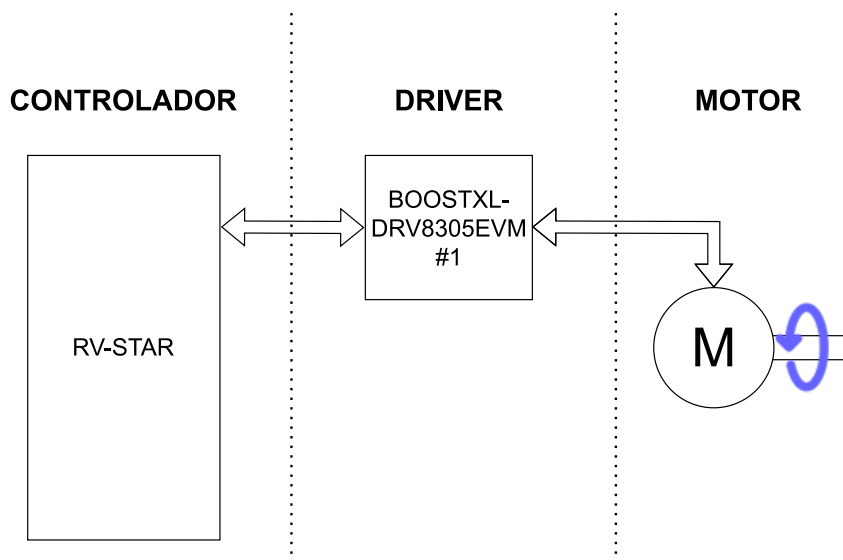 CONTROLADOR
DRIVER
MOTOR
BOOSTXL-
DRV8305EVM
#1
RV-STAR
M